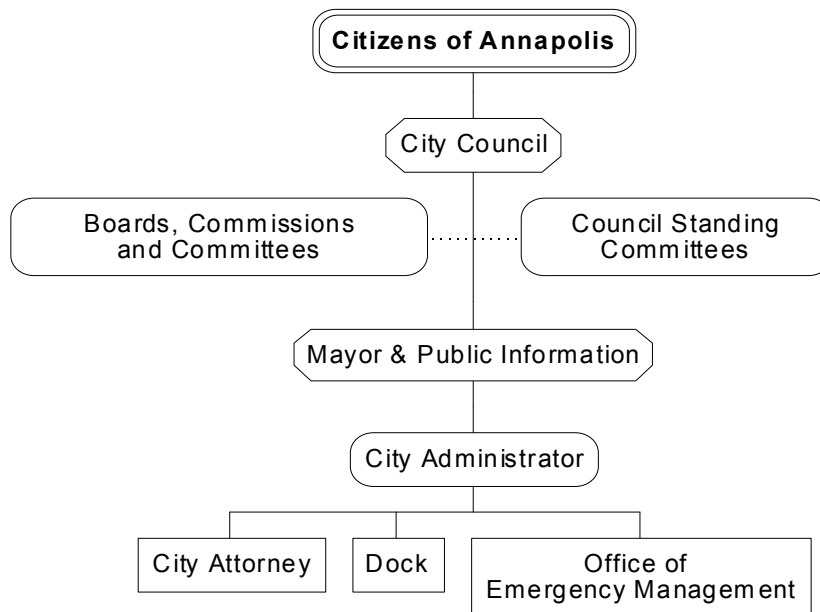 Citizens of Annapolis
City Council
Boards, Commissions
and Committees
Council Standing
Committees
Mayor & Public Information
City Administrator
City Attorney
Dock
Office of
Emergency Management